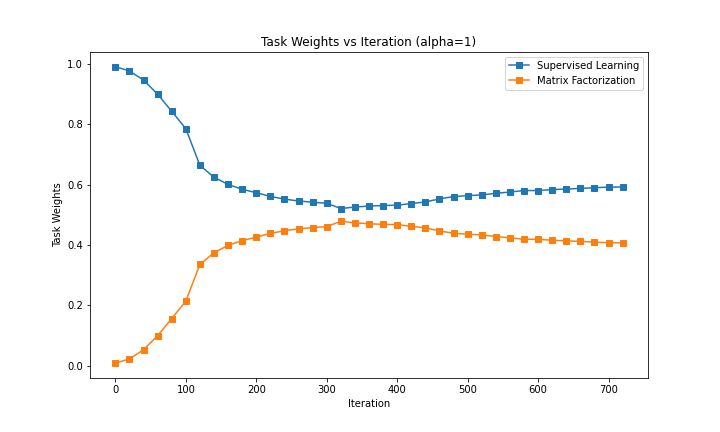 Task Weights vs Iteration (alpha=1)
Supervised Learning
Matrix Factorization
Task Weights
1.0
0.8
0.6
0.4
0.2
0.0
0 100 200 300 400 500 600 700
Iteration